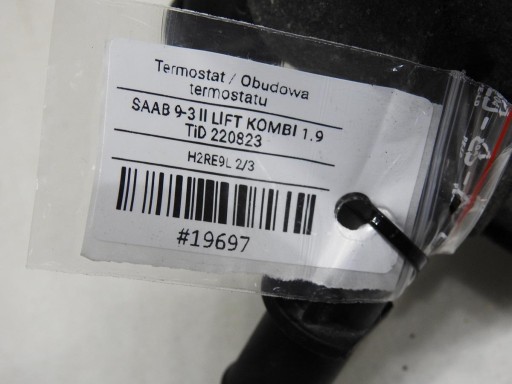 Termostat / Obudowa
termostatu
SAAB 9-3 II LIFT KOMBI 1.9
TiD 220823
H2RE9L 2/3
#19697